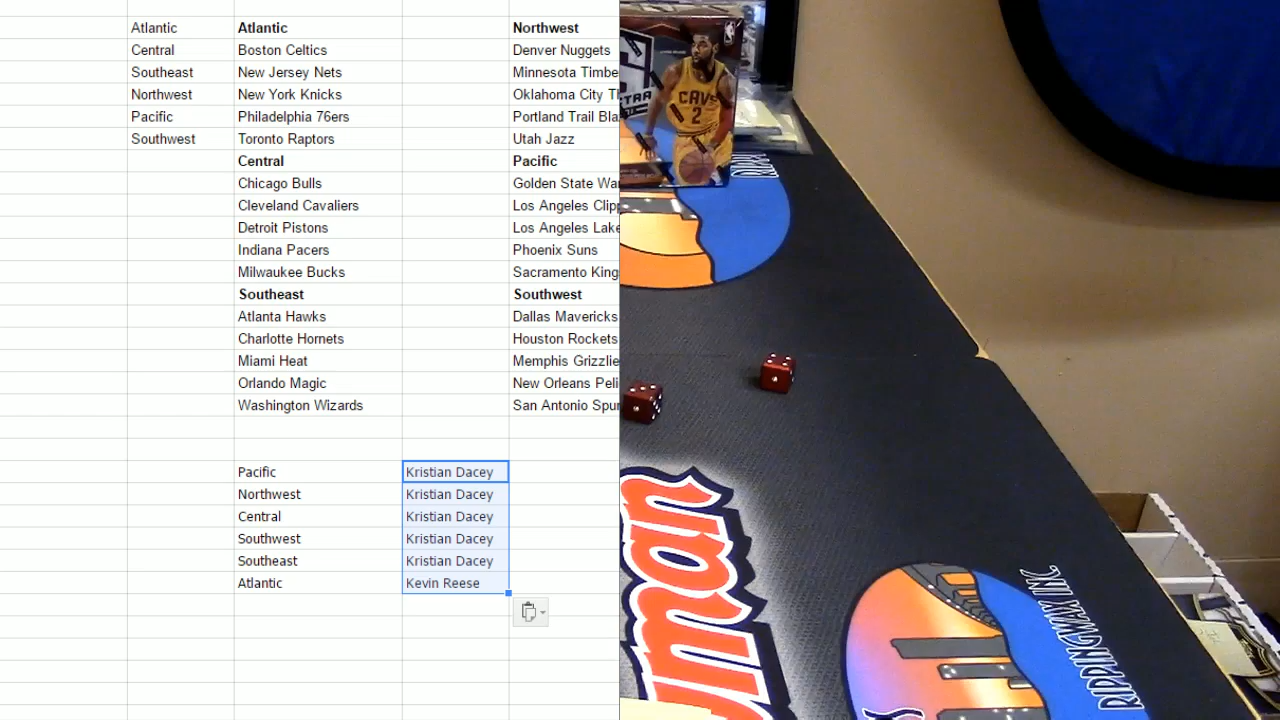 Atlantic Atlantic Northwest
Central Boston Celtics Denver Nuggets
Southeast New Jersey Nets Minnesota Timbe
Northwest New York Knicks Oklahoma City Th
Pacific Philadelphia 76ers Portland Trail Bla
Southwest Toronto Raptors Utah Jazz
Central Pacific
Chicago Bulls Golden State Wa
Cleveland Cavaliers Los Angeles Clip
Detroit Pistons Los Angeles Lake
Indiana Pacers Phoenix Suns
Milwaukee Bucks Sacramento King
Southeast Southwest
Atlanta Hawks Dallas Mavericks
Charlotte Hornets Houston Rockets
Miami Heat Memphis Grizzlie
Orlando Magic New Orleans Peli
Washington Wizards San Antonio Spur
Pacific Kristian Dacey
Northwest Kristian Dacey
Central Kristian Dacey
Southwest Kristian Dacey
Southeast Kristian Dacey
Atlantic Kevin Reese
CAVS
2
RIPPINGWAX INC.